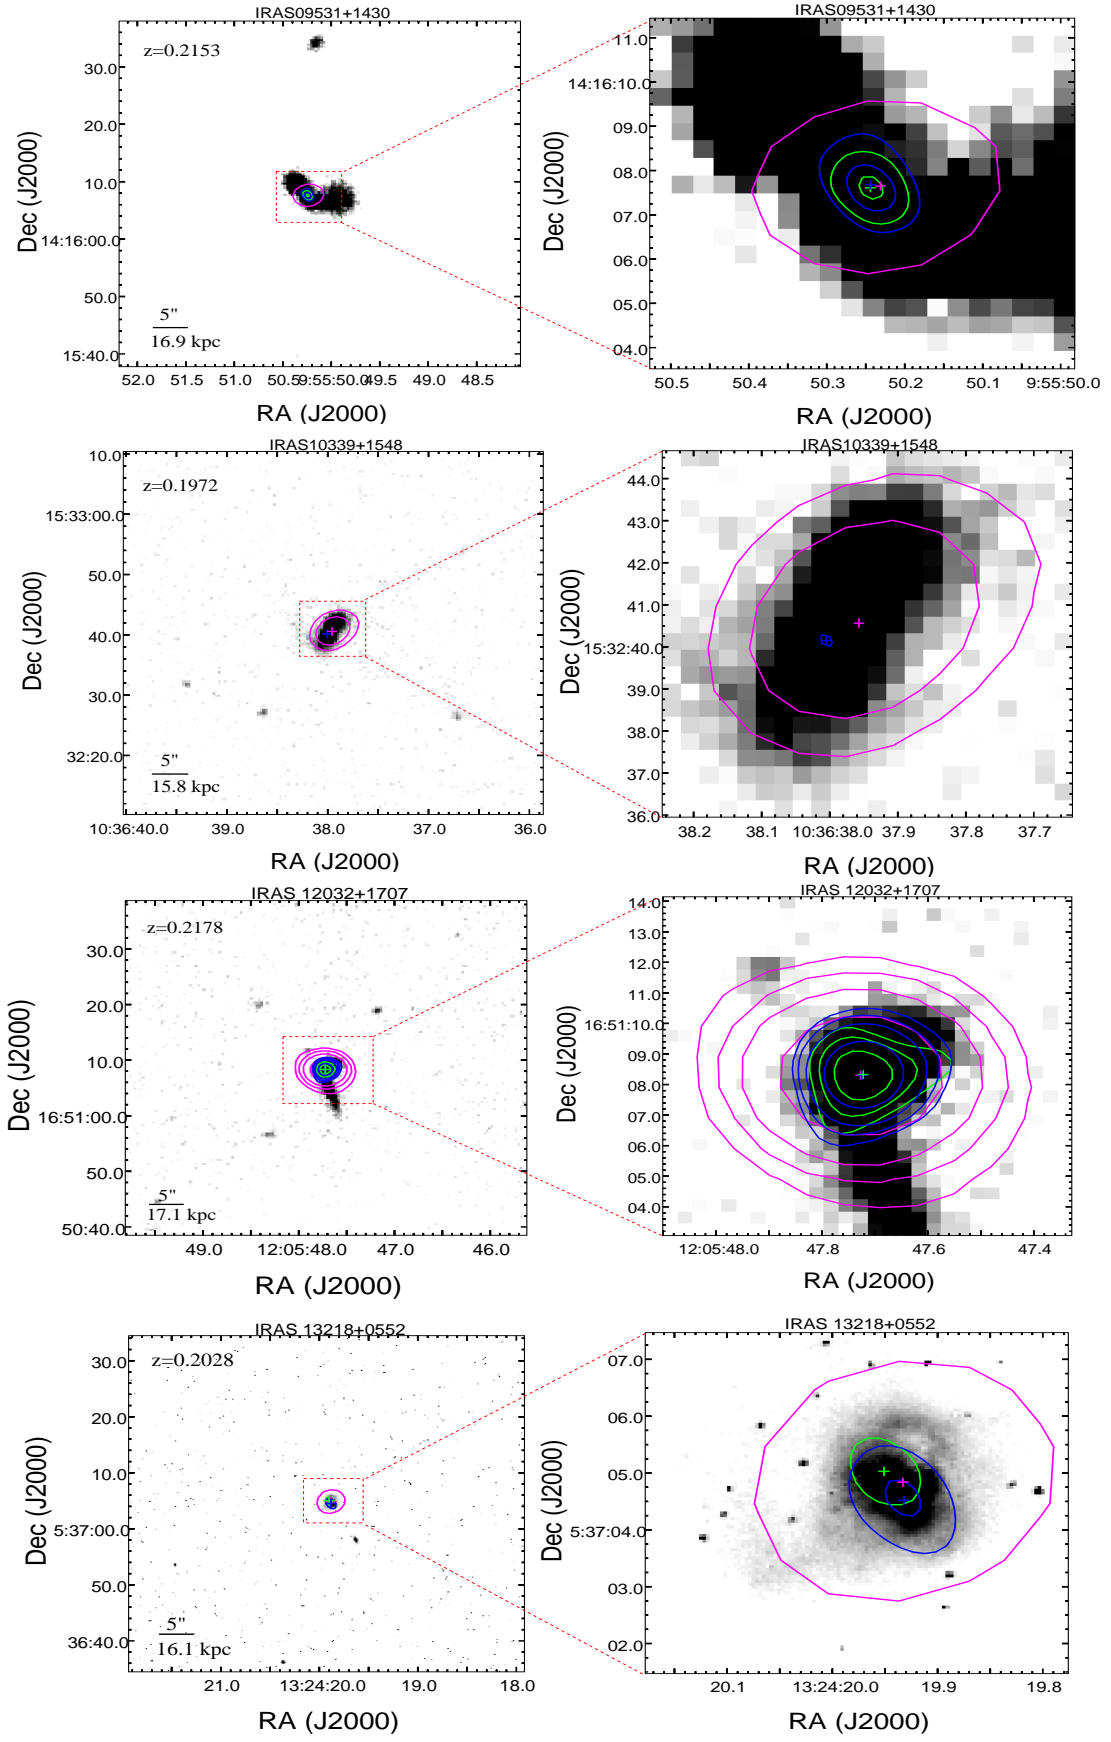 IRAS09531+1430
z=0.2153
30.0
20.0
10.0
14:16:00.0
50.0
15:40.0
Dec (J2000)
5"
16.9 kpc
52.0 51.5 51.0 50.5 9:55:50.0 49.5 49.0 48.5
RA (J2000)
IRAS09531+1430
11.0
14:16:10.0
09.0
08.0
07.0
06.0
05.0
04.0
Dec (J2000)
50.5 50.4 50.3 50.2 50.1 9:55:50.0
RA (J2000)
IRAS10339+1548
z=0.1972
10.0
15:33:00.0
50.0
40.0
30.0
32:20.0
Dec (J2000)
5"
15.8 kpc
10:36:40.0 39.0 38.0 37.0 36.0
RA (J2000)
IRAS10339+1548
44.0
43.0
42.0
41.0
15:32:40.0
39.0
38.0
37.0
36.0
Dec (J2000)
38.2 38.1 10:36:38.0 37.9 37.8 37.7
RA (J2000)
IRAS 12032+1707
z=0.2178
30.0
20.0
10.0
16:51:00.0
50.0
50:40.0
Dec (J2000)
5"
17.1 kpc
49.0 12:05:48.0 47.0 46.0
RA (J2000)
IRAS 12032+1707
14.0
13.0
12.0
11.0
16:51:10.0
09.0
08.0
07.0
06.0
05.0
04.0
Dec (J2000)
12:05:48.0 47.8 47.6 47.4
RA (J2000)
IRAS 13218+0552
z=0.2028
30.0
20.0
10.0
5:37:00.0
50.0
36:40.0
Dec (J2000)
5"
16.1 kpc
21.0 13:24:20.0 19.0 18.0
RA (J2000)
IRAS 13218+0552
07.0
06.0
05.0
5:37:04.0
03.0
02.0
Dec (J2000)
20.1 13:24:20.0 19.9 19.8
RA (J2000)